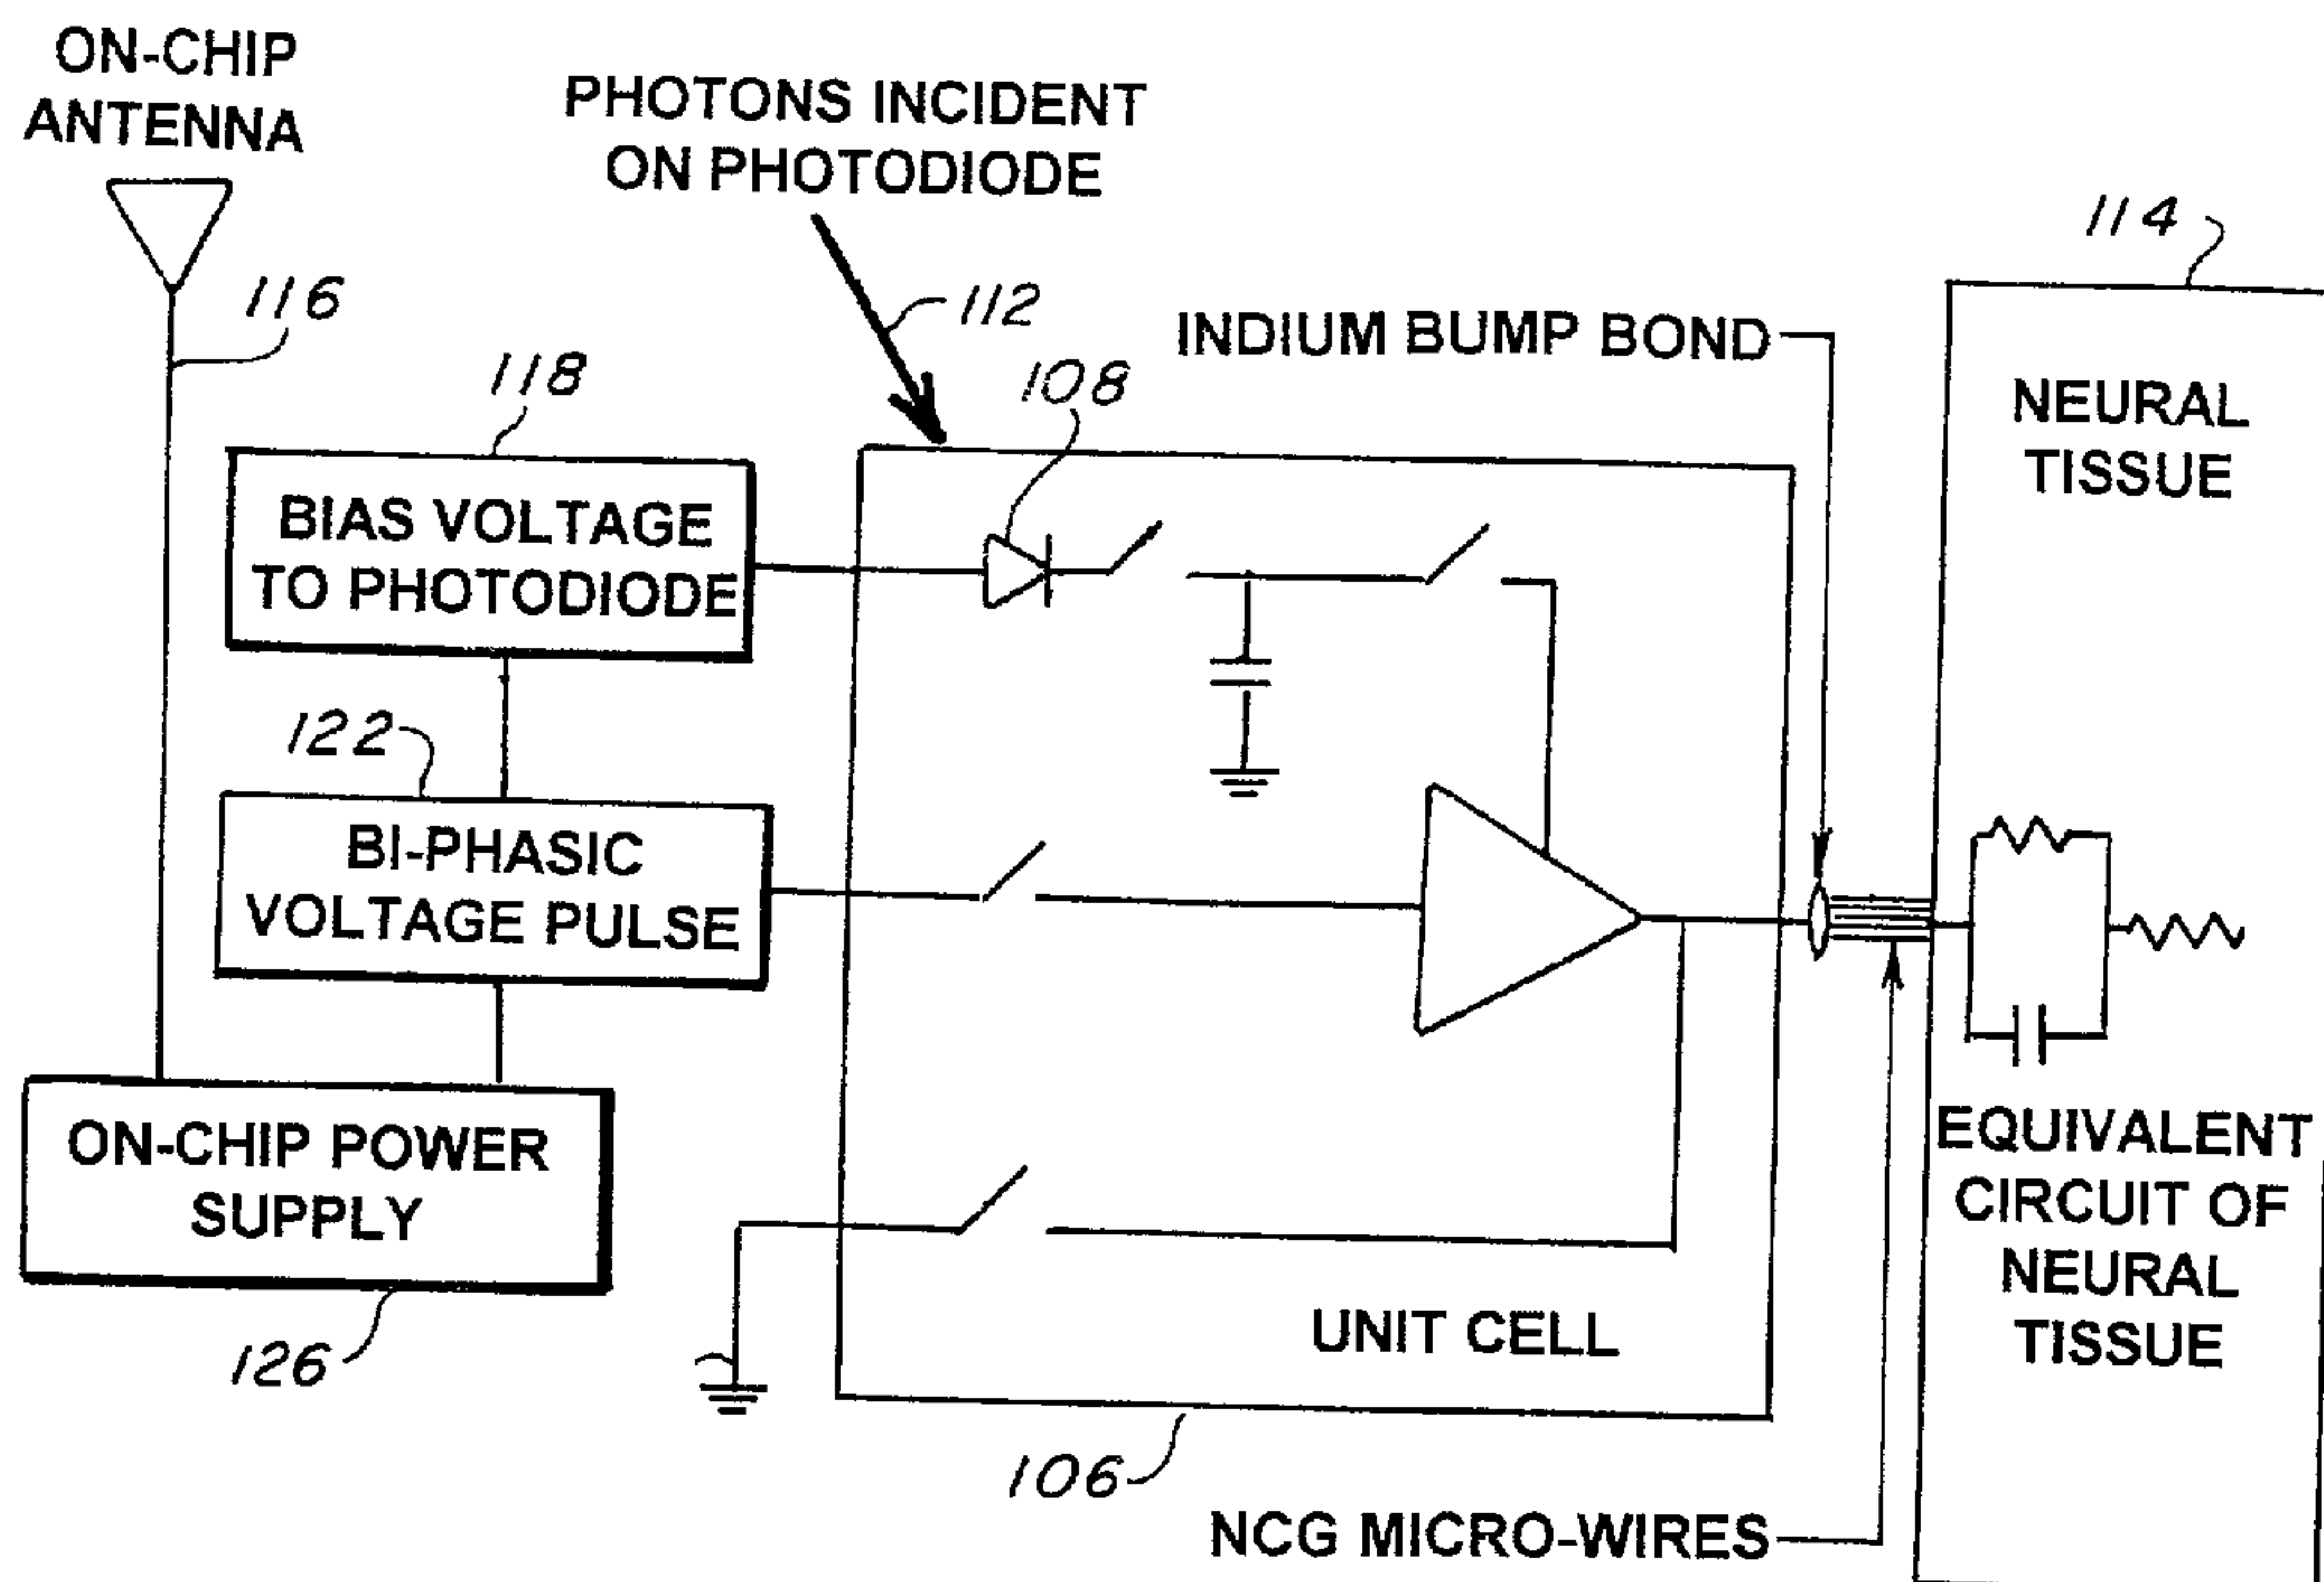 ON-CHIP
ANTENNA
PHOTONS INCIDENT
ON PHOTODIODE
114
116
112
INDIUM BUMP BOND
118
108
NEURAL
TISSUE
BIAS VOLTAGE
TO PHOTODIODE
122
BI-PHASIC
VOLTAGE PULSE
ON-CHIP POWER
SUPPLY
EQUIVALENT
CIRCUIT OF
NEURAL
TISSUE
UNIT CELL
126
106
NCG MICRO-WIRES